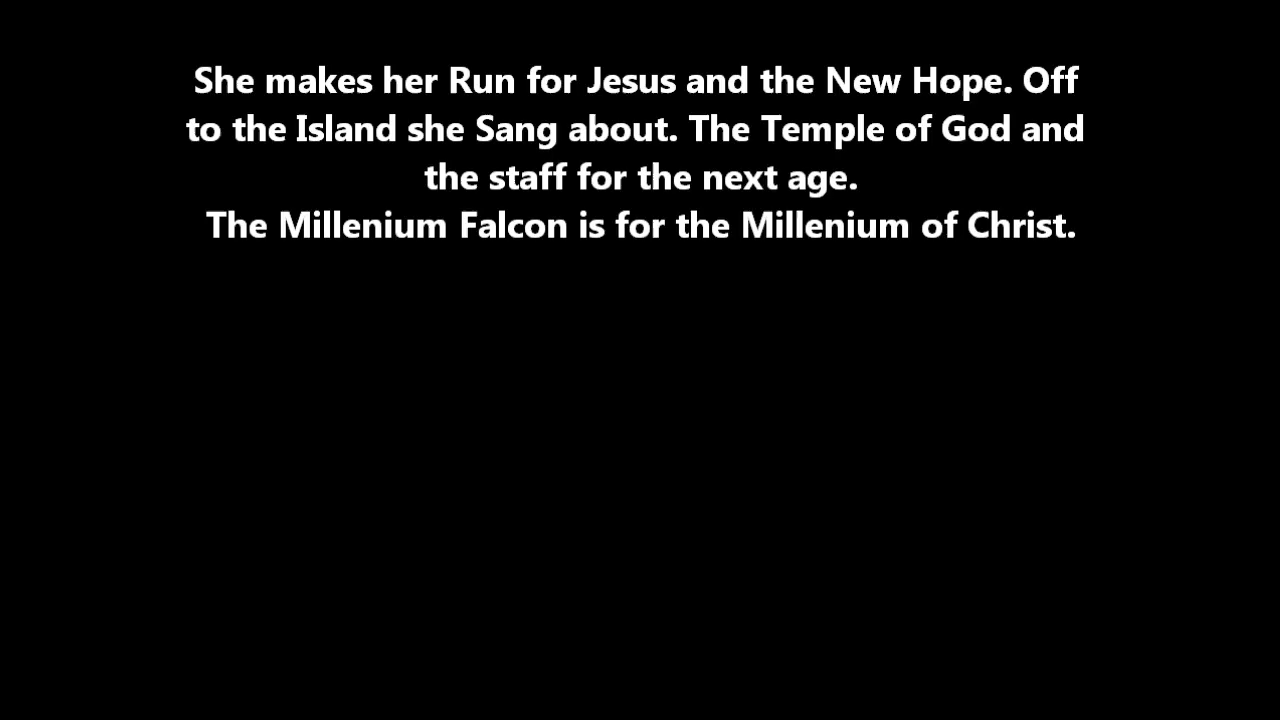 She makes her Run for Jesus and the New Hope. Off
to the Island she Sang about. The Temple of God and
the staff for the next age.
The Millenium Falcon is for the Millenium of Christ.